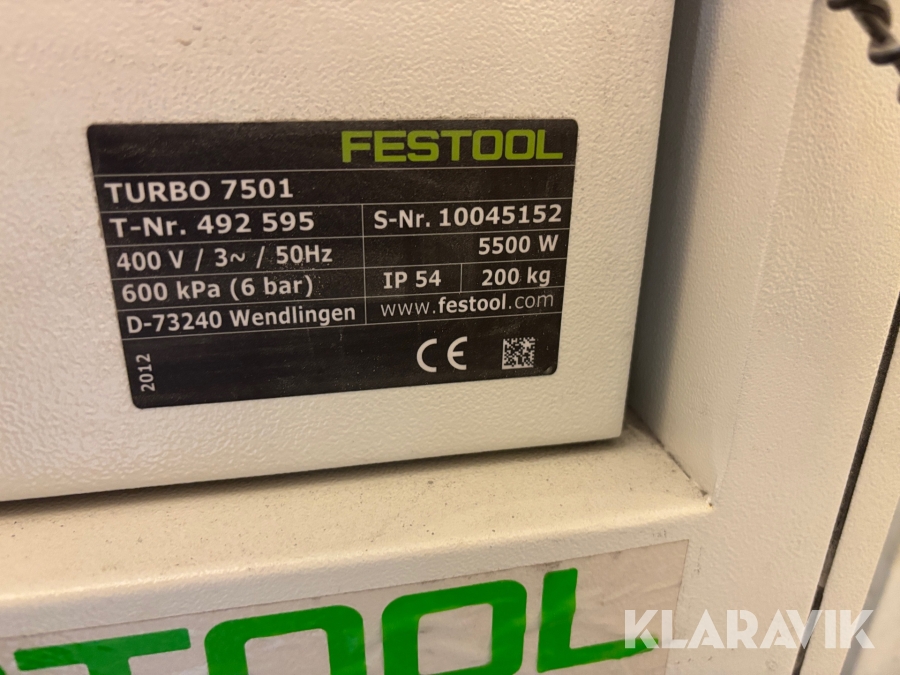 FESTOOL
TURBO 7501
T-Nr. 492 595 S-Nr. 10045152
400 V / 3~ / 50Hz 5500 W
600 kPa (6 bar) IP 54 200 kg
D-73240 Wendlingen www.festool.com
2012 CE
TOOL
KLARAVIK